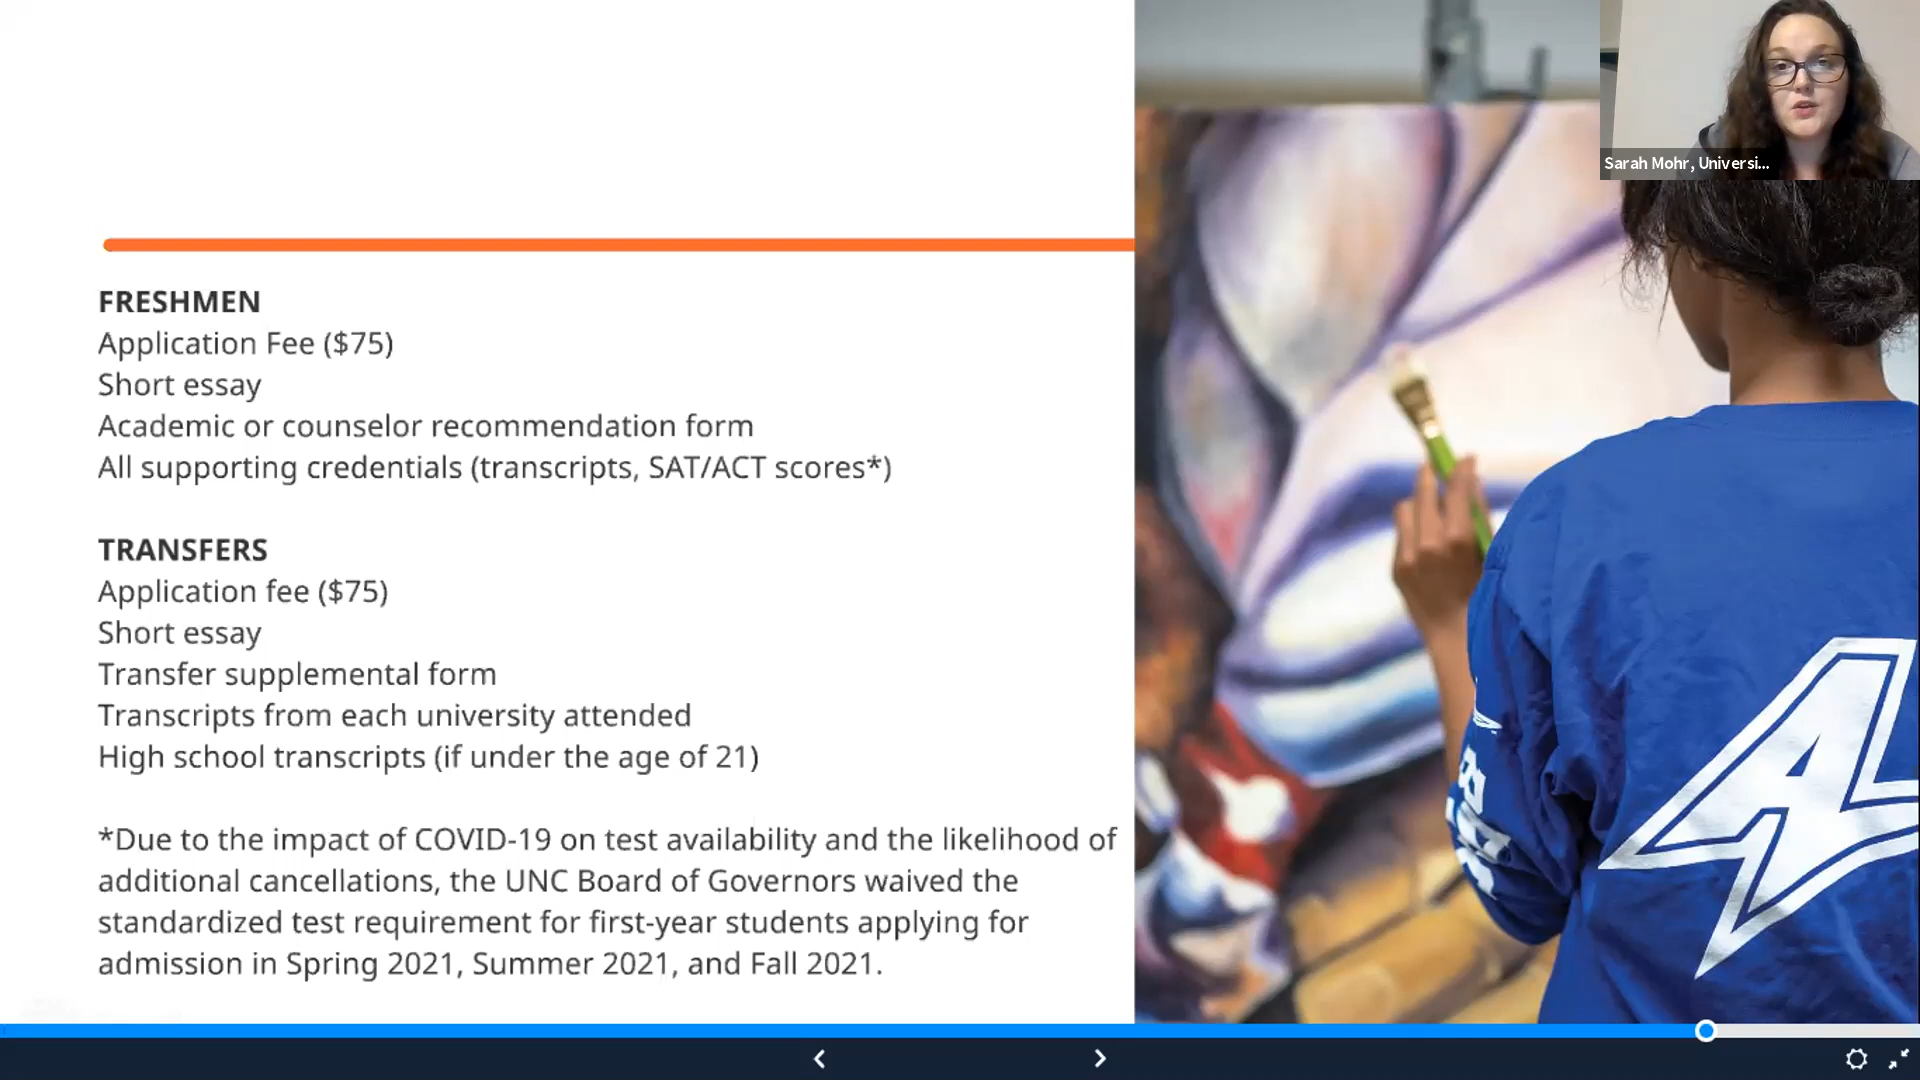 Sarah Mohr, Universi...
FRESHMEN
Application Fee ($75)
Short essay
Academic or counselor recommendation form
All supporting credentials (transcripts, SAT/ACT scores*)
TRANSFERS
Application fee ($75)
Short essay
Transfer supplemental form
Transcripts from each university attended
High school transcripts (if under the age of 21)
*Due to the impact of COVID-19 on test availability and the likelihood of
additional cancellations, the UNC Board of Governors waived the
standardized test requirement for first-year students applying for
admission in Spring 2021, Summer 2021, and Fall 2021.
A